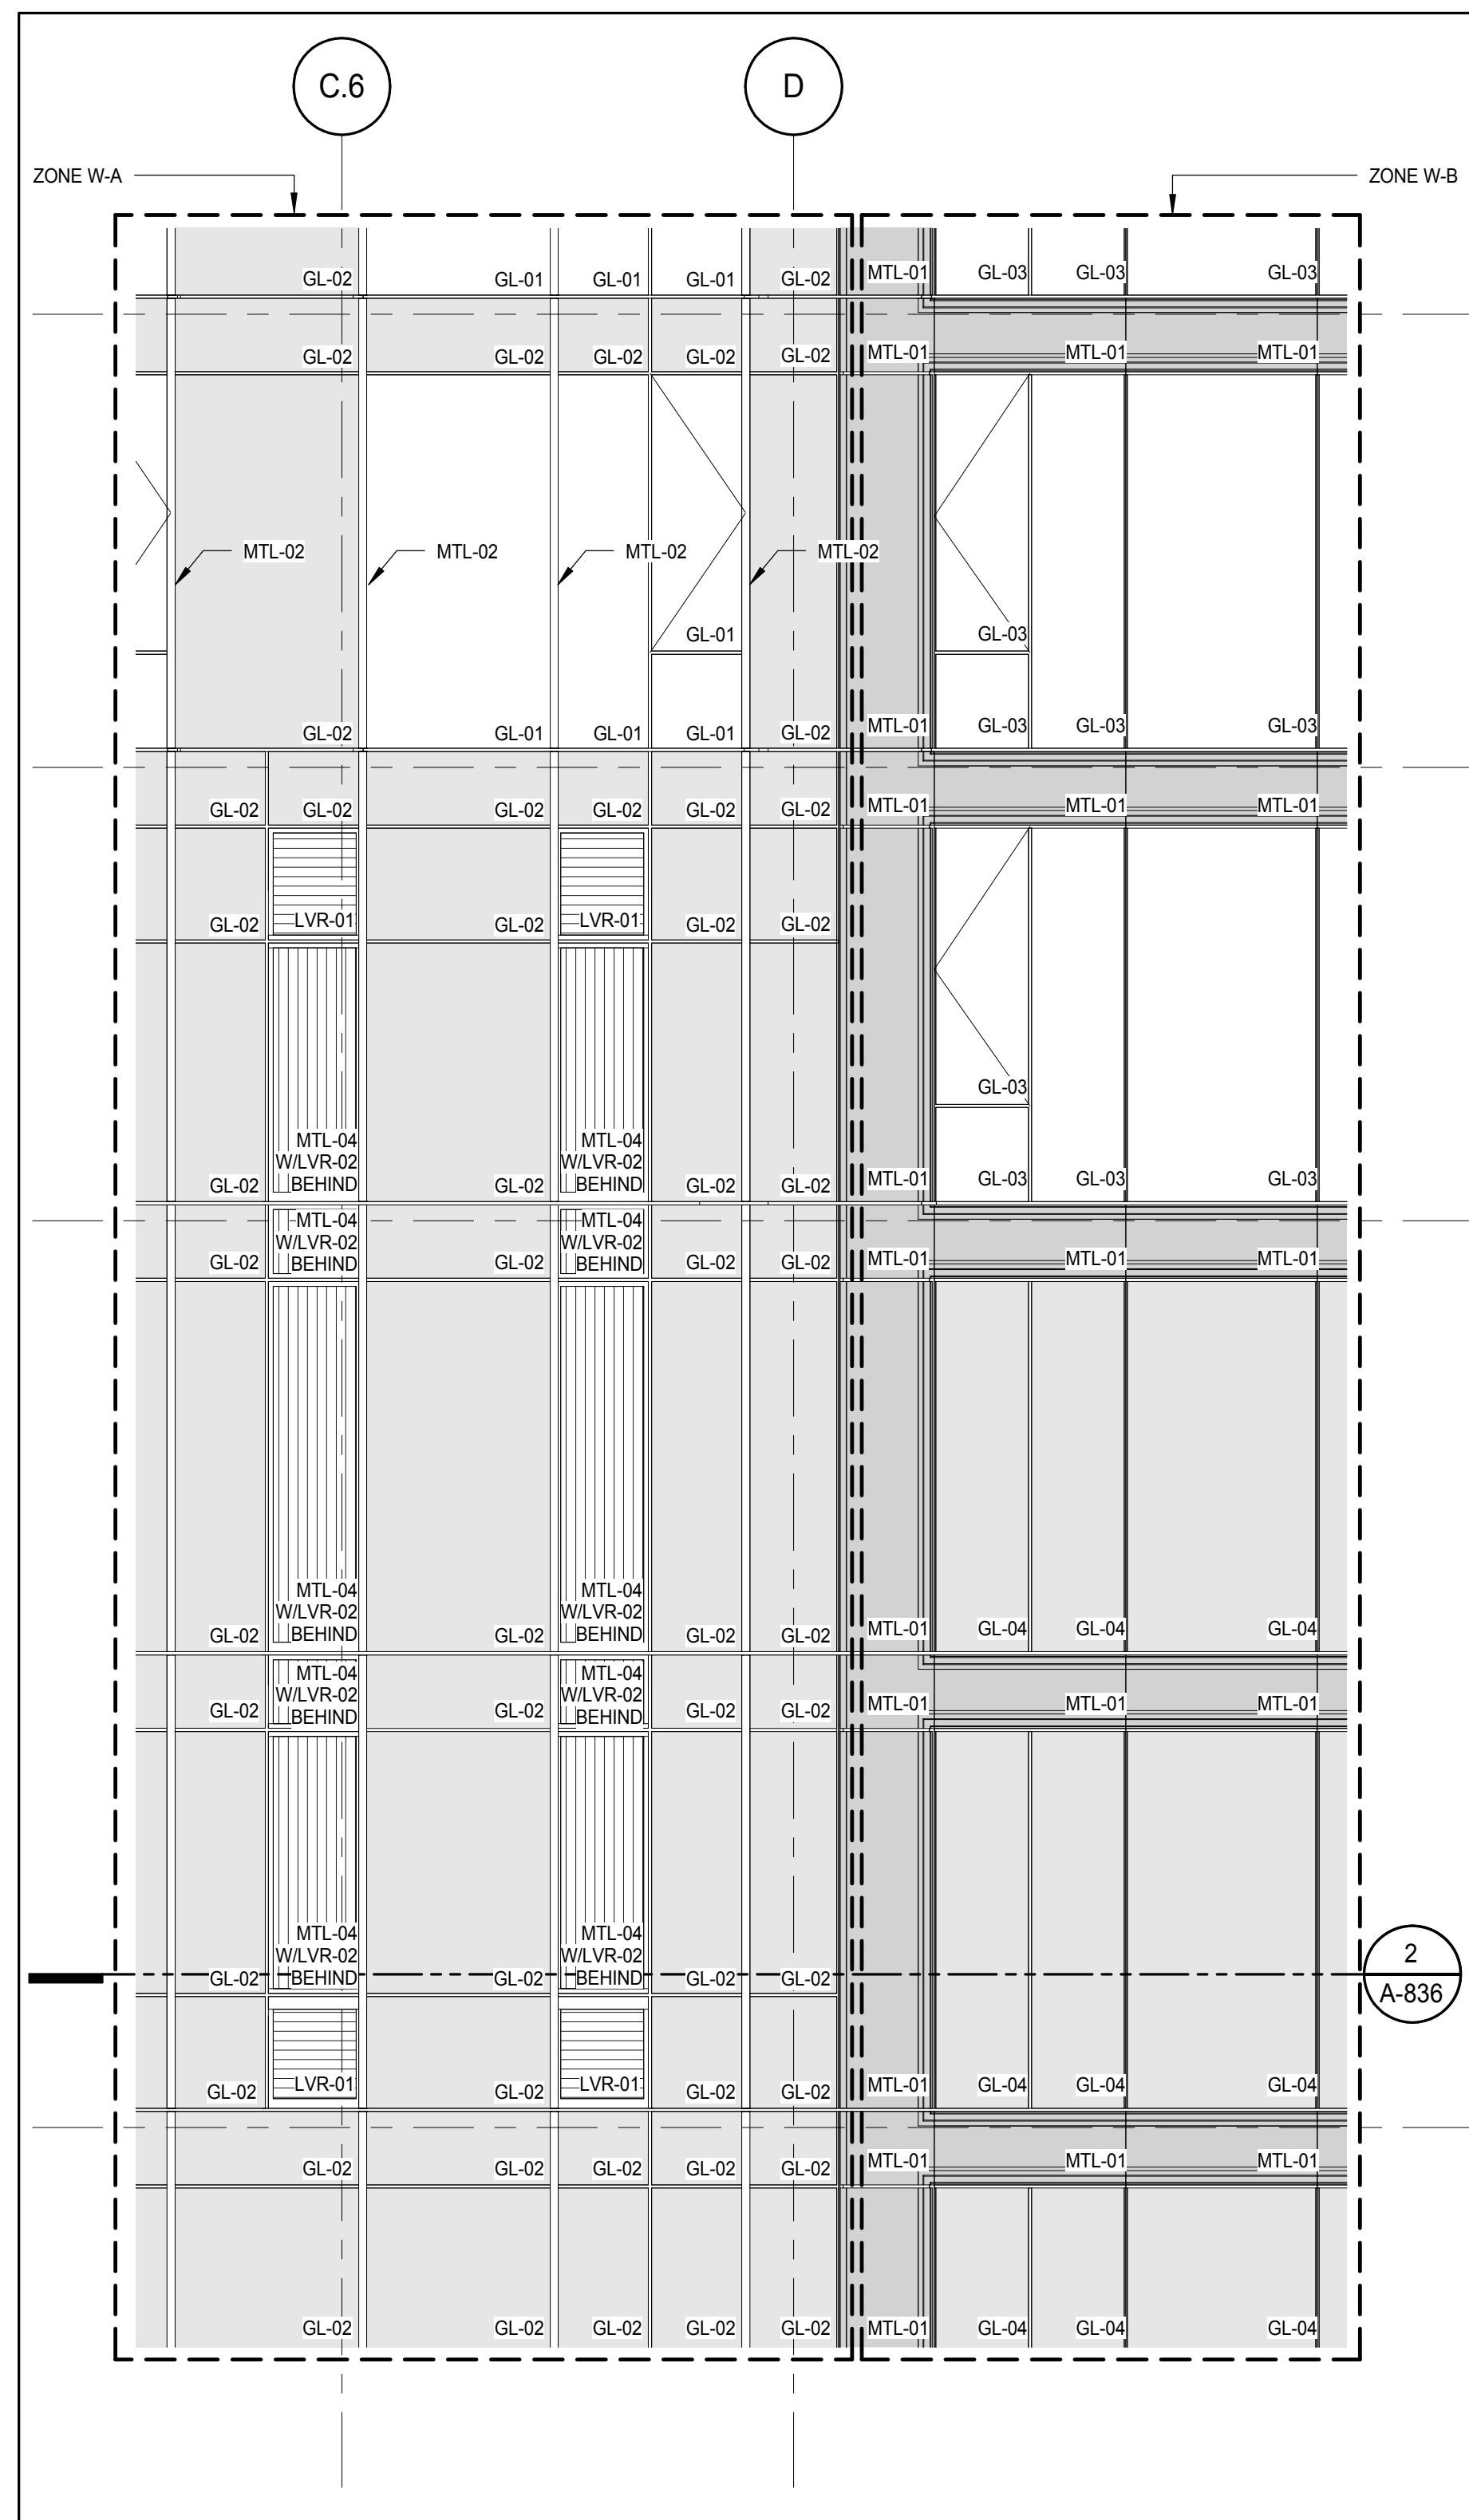 C.6 D
ZONE W-A ZONE W-B
GL-02 GL-01 GL-01 GL-01 GL-02 MTL-01 GL-03 GL-03 GL-03
GL-02 GL-02 GL-02 GL-02 GL-02 MTL-01 MTL-01 MTL-01
MTL-02 MTL-02 MTL-02 MTL-02
GL-01 GL-03
GL-02 GL-01 GL-01 GL-01 GL-02 MTL-01 GL-03 GL-03 GL-03
GL-02 GL-02 GL-02 GL-02 GL-02 GL-02 MTL-01 MTL-01 MTL-01
GL-02 LVR-01 GL-02 LVR-01 GL-02 GL-02
GL-03
MTL-04 MTL-04
W/LVR-02 W/LVR-02
GL-02 BEHIND GL-02 BEHIND GL-02 GL-02 MTL-01 GL-03 GL-03 GL-03
MTL-04 MTL-04
W/LVR-02 W/LVR-02
GL-02 BEHIND GL-02 BEHIND GL-02 GL-02 MTL-01 MTL-01 MTL-01
MTL-04 MTL-04
W/LVR-02 W/LVR-02
GL-02 BEHIND GL-02 BEHIND GL-02 GL-02 MTL-01 GL-04 GL-04 GL-04
MTL-04 MTL-04
W/LVR-02 W/LVR-02
GL-02 BEHIND GL-02 BEHIND GL-02 GL-02 MTL-01 MTL-01 MTL-01
MTL-04 MTL-04
W/LVR-02 W/LVR-02 2
GL-02 BEHIND GL-02 BEHIND GL-02 GL-02 A-836
GL-02 LVR-01 GL-02 LVR-01 GL-02 GL-02 MTL-01 GL-04 GL-04 GL-04
GL-02 GL-02 GL-02 GL-02 GL-02 MTL-01 MTL-01 MTL-01
GL-02 GL-02 GL-02 GL-02 GL-02 MTL-01 GL-04 GL-04 GL-04